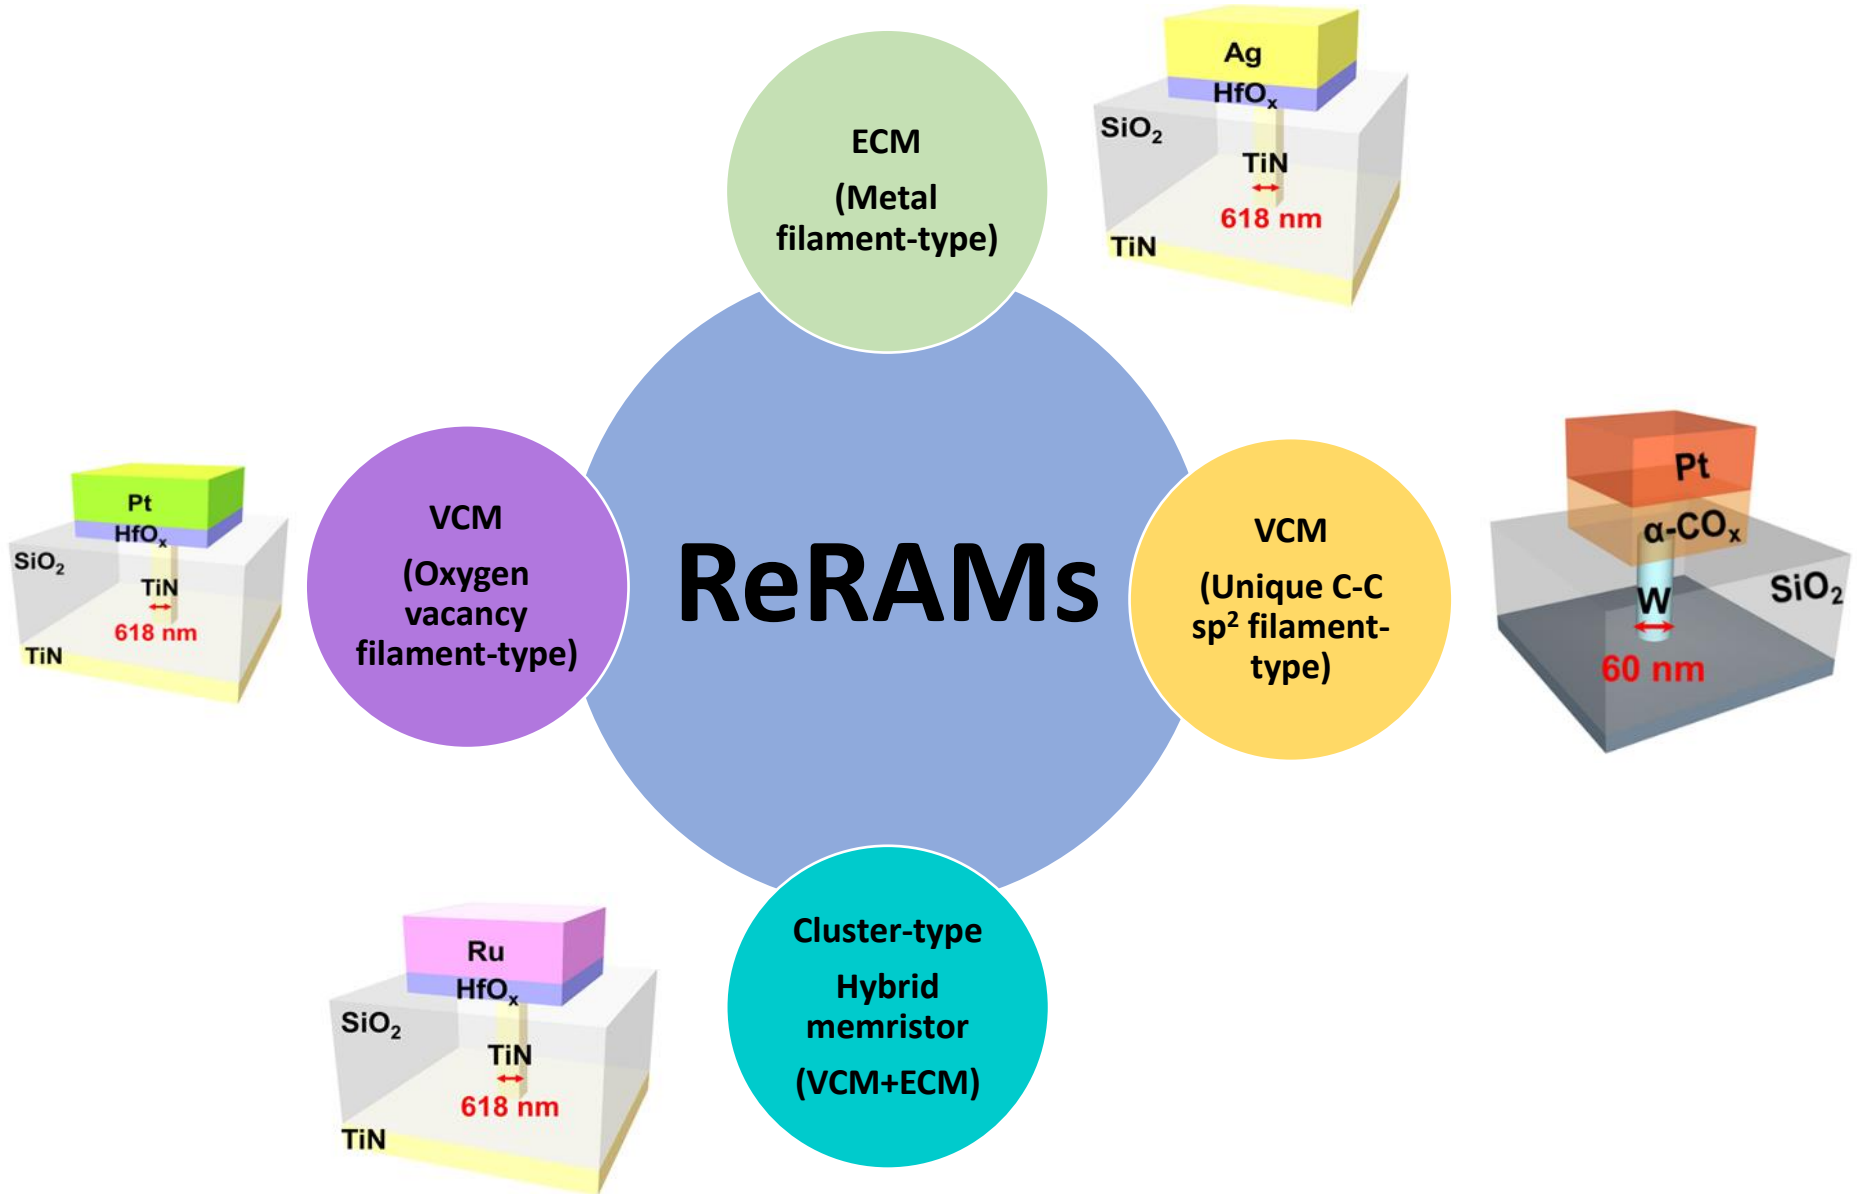 ECM
(Metal
filament-type)
Ag
HfOₓ
SiO₂
TiN
618 nm
TiN
Pt
HfOₓ
SiO₂
TiN
618 nm
TiN
VCM
(Oxygen
vacancy
filament-type)
ReRAMs
VCM
(Unique C-C
sp² filament-
type)
Pt
α-COₓ
SiO₂
W
60 nm
Ru
HfOₓ
SiO₂
TiN
618 nm
TiN
Cluster-type
Hybrid
memristor
(VCM+ECM)